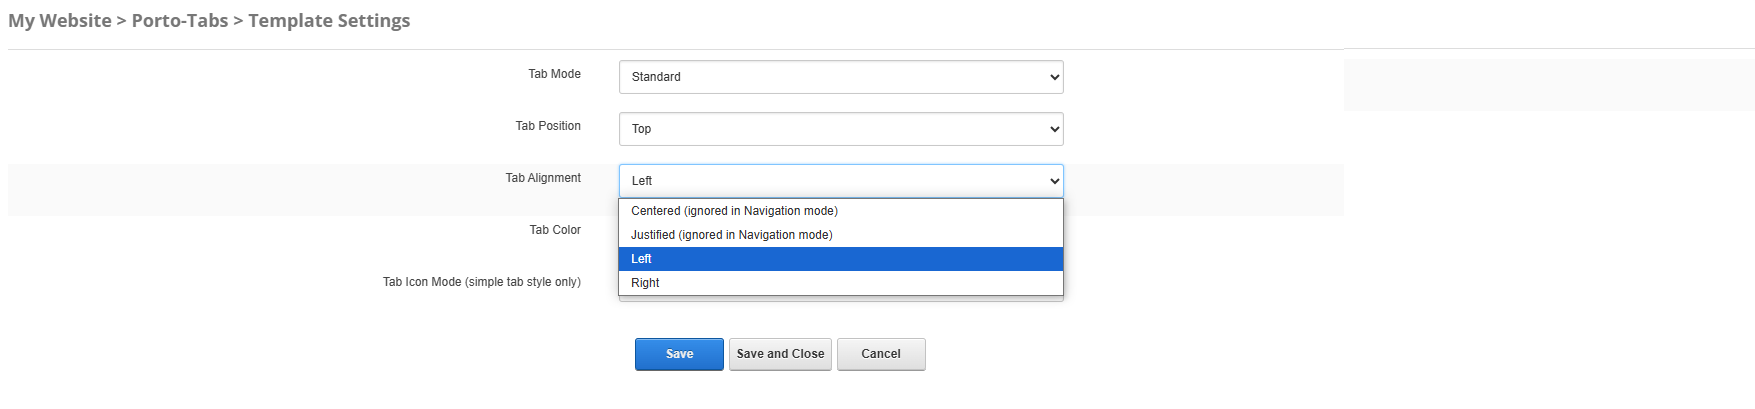 My Website > Porto-Tabs > Template Settings
Tab Mode
Standard
Tab Position
Top
Tab Alignment
Left
Centered (ignored in Navigation mode)
Justified (ignored in Navigation mode)
Tab Color
Left
Tab Icon Mode (simple tab style only)
Right
Save
Save and Close
Cancel